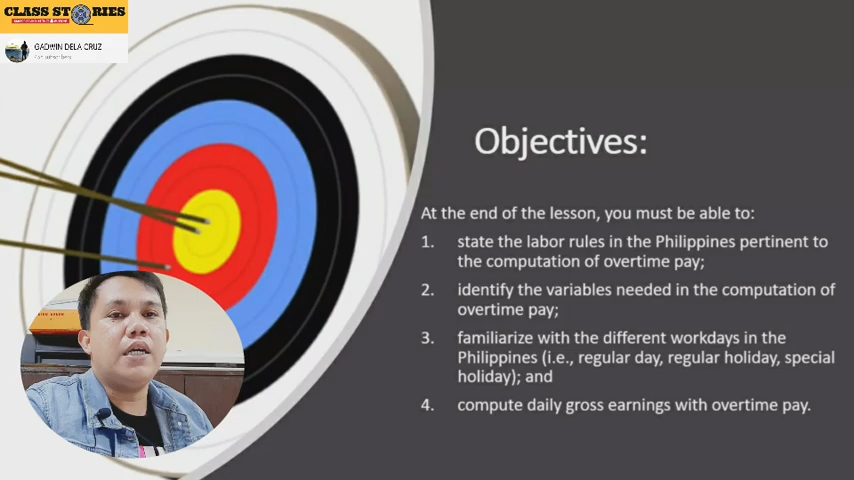 CLASS STORIES
GADWIN DELA CRUZ
Objectives:
At the end of the lesson, you must be able to:
1. state the labor rules in the Philippines pertinent to
the computation of overtime pay;
2. identify the variables needed in the computation of
overtime pay;
3. familiarize with the different workdays in the
Philippines (i.e., regular day, regular holiday, special
holiday); and
4. compute daily gross earnings with overtime pay.